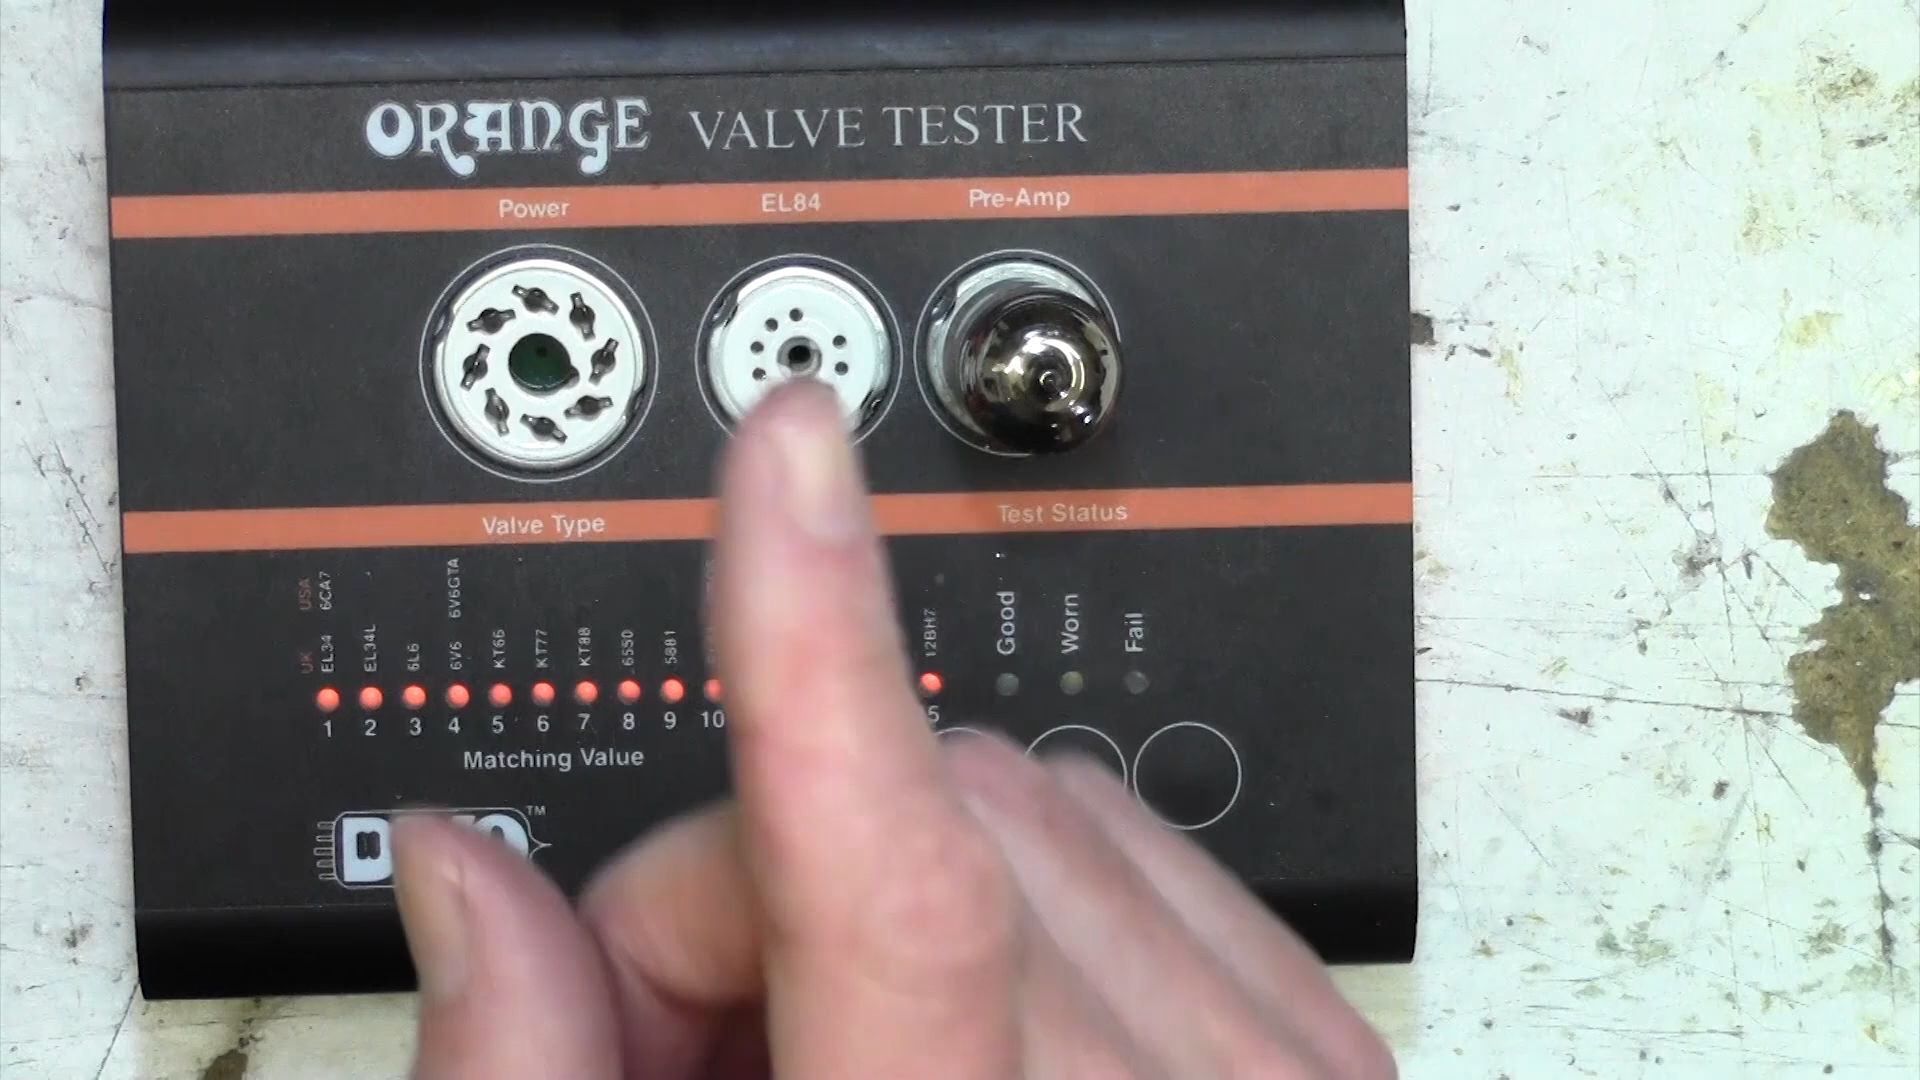 ORANGE VALVE TESTER
Power EL84 Pre-Amp
Valve Type Test Status
USA 6CA7 6V6GTA
UK EL34 EL34L 6L6 6V6 KT66 KT77 KT88 6550 5881 12BH7 Good Worn Fail
1 2 3 4 5 6 7 8 9 10 5
Matching Value
TM